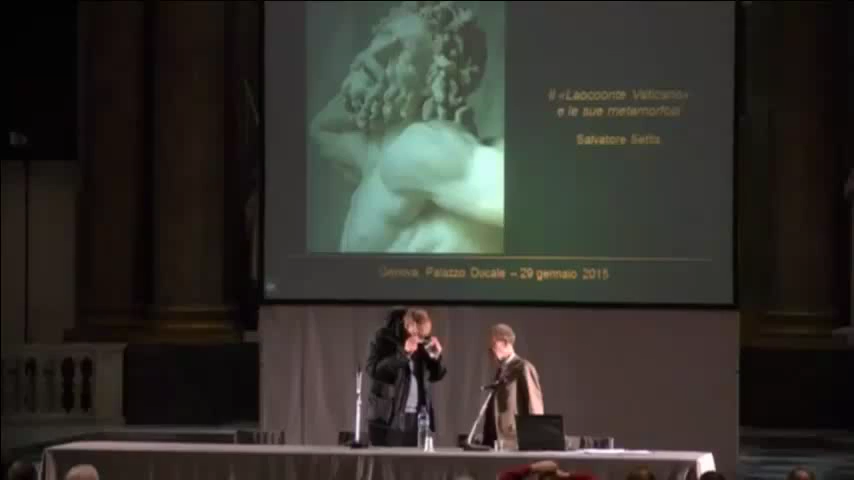 Il «Laocoonte Vaticano»
e le sue metamorfosi
Salvatore Settis
Genova, Palazzo Ducale – 29 gennaio 2015